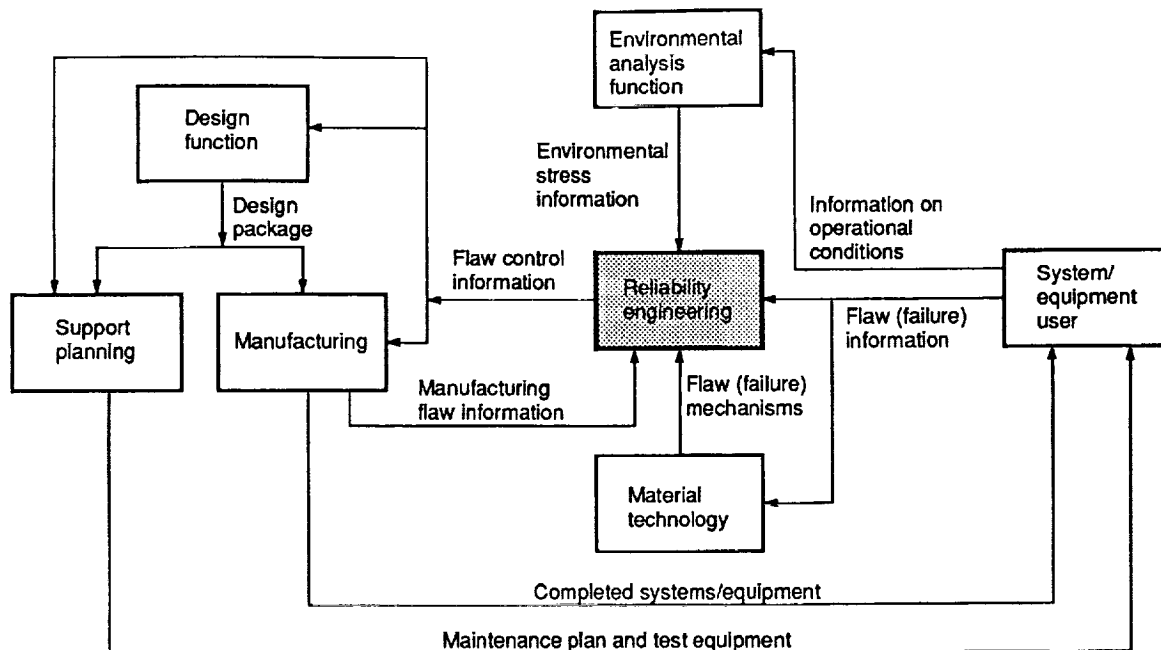 Environmental
analysis
function
Design
function
Environmental
stress
information
Design
package
Information on
operational
conditions
Flaw control
information
Reliability
engineering
System/
equipment
user
Support
planning
Manufacturing
Flaw (failure)
information
Manufacturing
flaw information
Flaw (failure)
mechanisms
Material
technology
Completed systems/equipment
Maintenance plan and test equipment